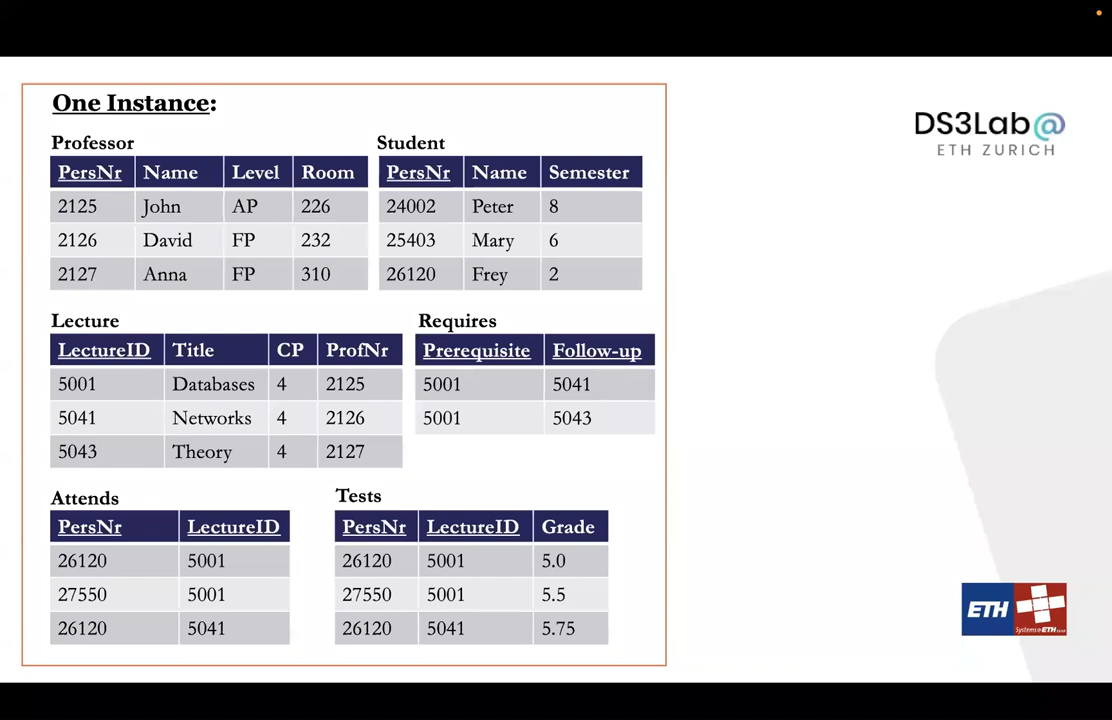 One Instance:
Professor
PersNr Name Level Room
2125 John AP 226
2126 David FP 232
2127 Anna FP 310
Student
PersNr Name Semester
24002 Peter 8
25403 Mary 6
26120 Frey 2
Lecture
LectureID Title CP ProfNr
5001 Databases 4 2125
5041 Networks 4 2126
5043 Theory 4 2127
Requires
Prerequisite Follow-up
5001 5041
5001 5043
Attends
PersNr LectureID
26120 5001
27550 5001
26120 5041
Tests
PersNr LectureID Grade
26120 5001 5.0
27550 5001 5.5
26120 5041 5.75
DS3Lab@
ETH ZURICH
ETH
Systems@ETH